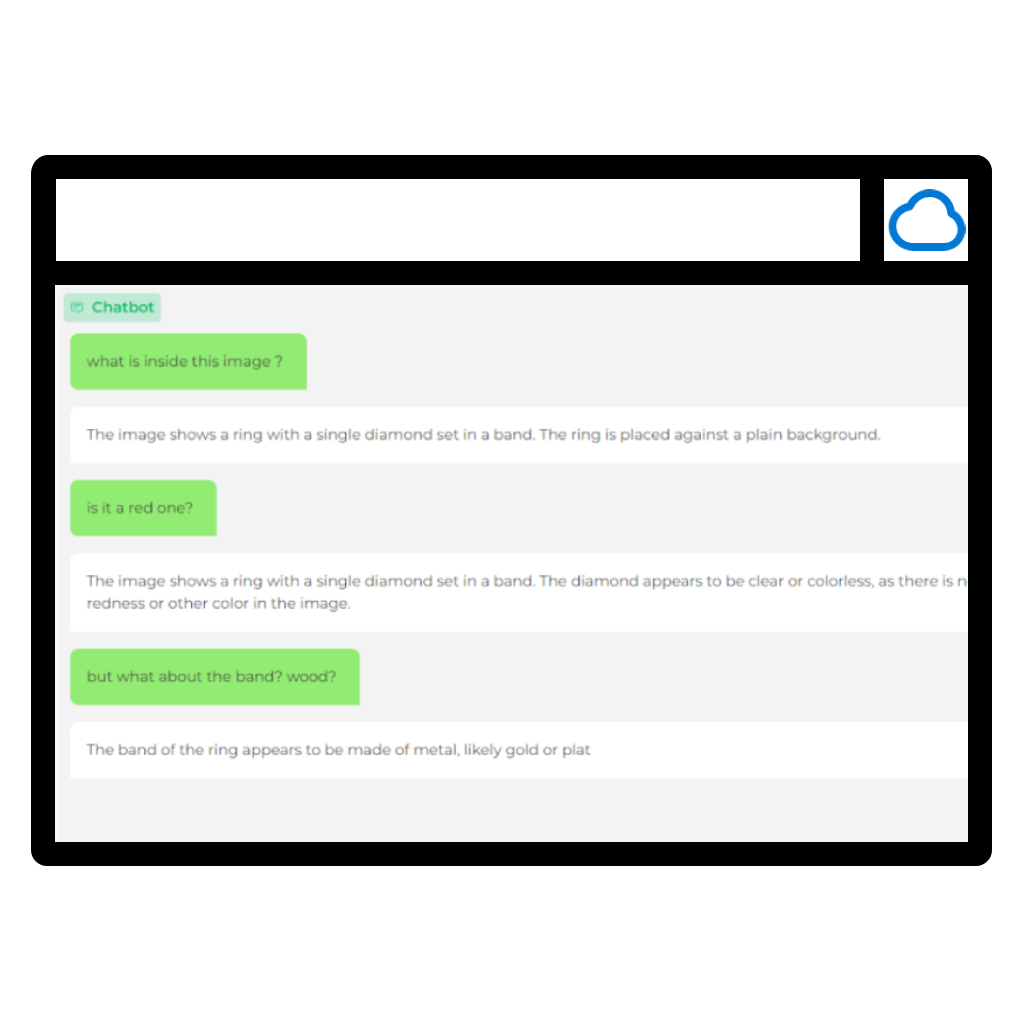 Chatbot
what is inside this image ?
The image shows a ring with a single diamond set in a band. The ring is placed against a plain background.
is it a red one?
The image shows a ring with a single diamond set in a band. The diamond appears to be clear or colorless, as there is n
redness or other color in the image.
but what about the band? wood?
The band of the ring appears to be made of metal, likely gold or plat